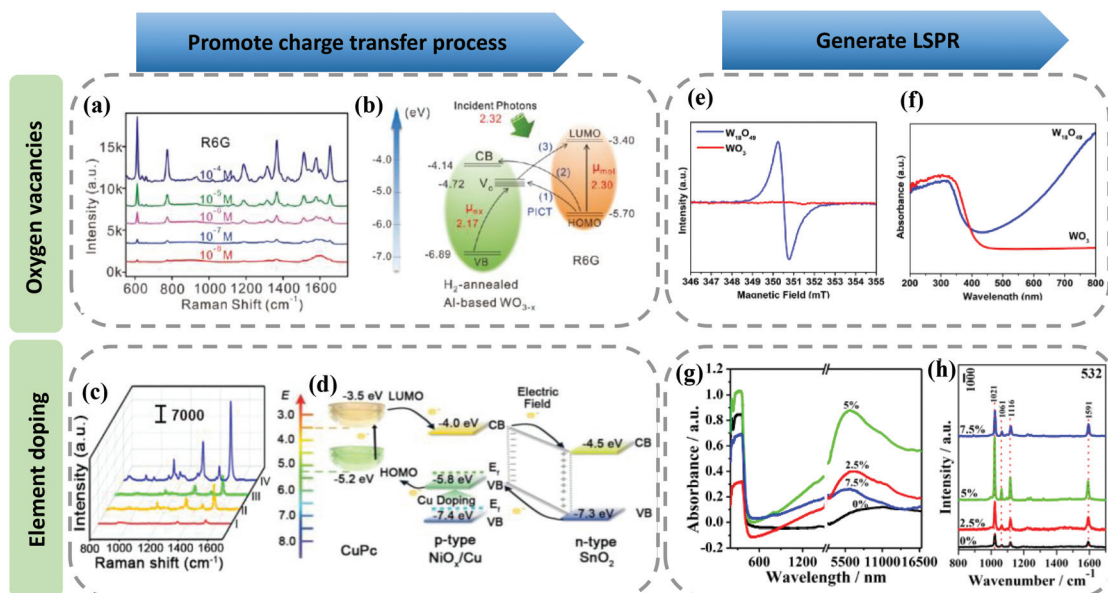 Promote charge transfer process
Generate LSPR
Oxygen vacancies
(a)
R6G
15k
10k
5k
0k
10⁻⁴ M
10⁻⁵ M
10⁻⁶ M
10⁻⁷ M
10⁻⁸ M
600 800 1000 1200 1400 1600
Intensity (a.u.)
Raman Shift (cm⁻¹)
(b)
(eV)
-4.0
-5.0
-6.0
-7.0
Incident Photons
2.32
LUMO
-3.40
CB
-4.14
-4.72
(3)
(2)
(1)
PICT
μmol
2.30
μex
2.17
HOMO
-5.70
-6.89
VB
H₂-annealed
Al-based WO₃₋ₓ
R6G
(e)
W₁₈O₄₉
WO₃
Intensity (a.u.)
346 347 348 349 350 351 352 353 354 355
Magnetic Field (mT)
(f)
W₁₈O₄₉
WO₃
Absorbance (a.u.)
200 300 400 500 600 700 800
Wavelength (nm)
Element doping
(c)
7000
IV
III
II
I
Intensity (a.u.)
800 1000 1200 1400 1600
Raman shift (cm⁻¹)
(d)
E
3.0
4.0
5.0
6.0
7.0
8.0
-3.5 eV
LUMO
-4.0 eV
CB
Electric
Field
-4.5 eV
CB
HOMO
-5.2 eV
-5.8 eV
VB
Cu Doping
-7.4 eV
VB
-7.3 eV
VB
CuPc
p-type
NiOₓ/Cu
n-type
SnO₂
(g)
1.2
1.0
0.8
0.6
0.4
0.2
0.0
-0.2
5%
2.5%
7.5%
0%
Absorbance / a.u.
600 1200 5500 11000 16500
Wavelength / nm
(h)
1000
532
1021
1061
1116
1591
7.5%
5%
2.5%
0%
Intensity / a.u.
800 1000 1200 1400 1600
Wavenumber / cm⁻¹